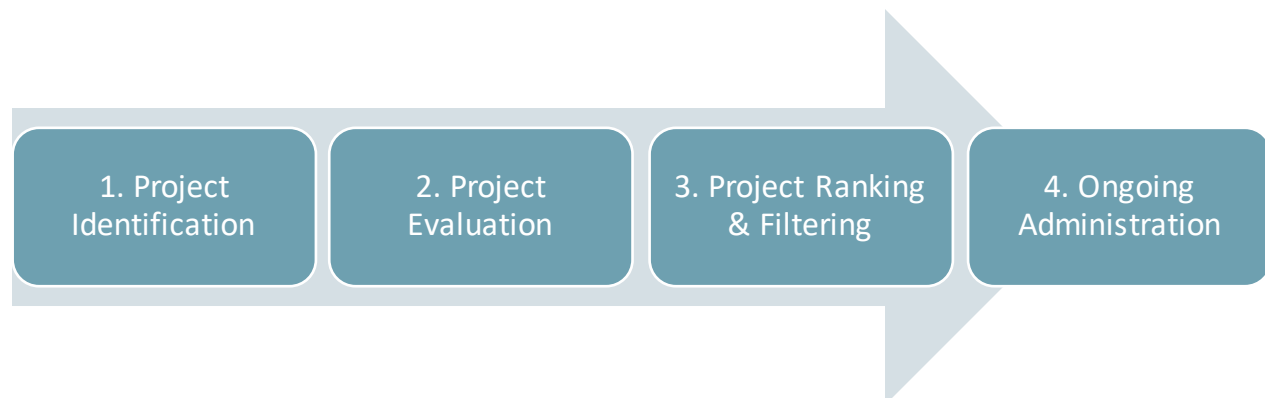 1. Project
Identification
2. Project
Evaluation
3. Project Ranking
& Filtering
4. Ongoing
Administration